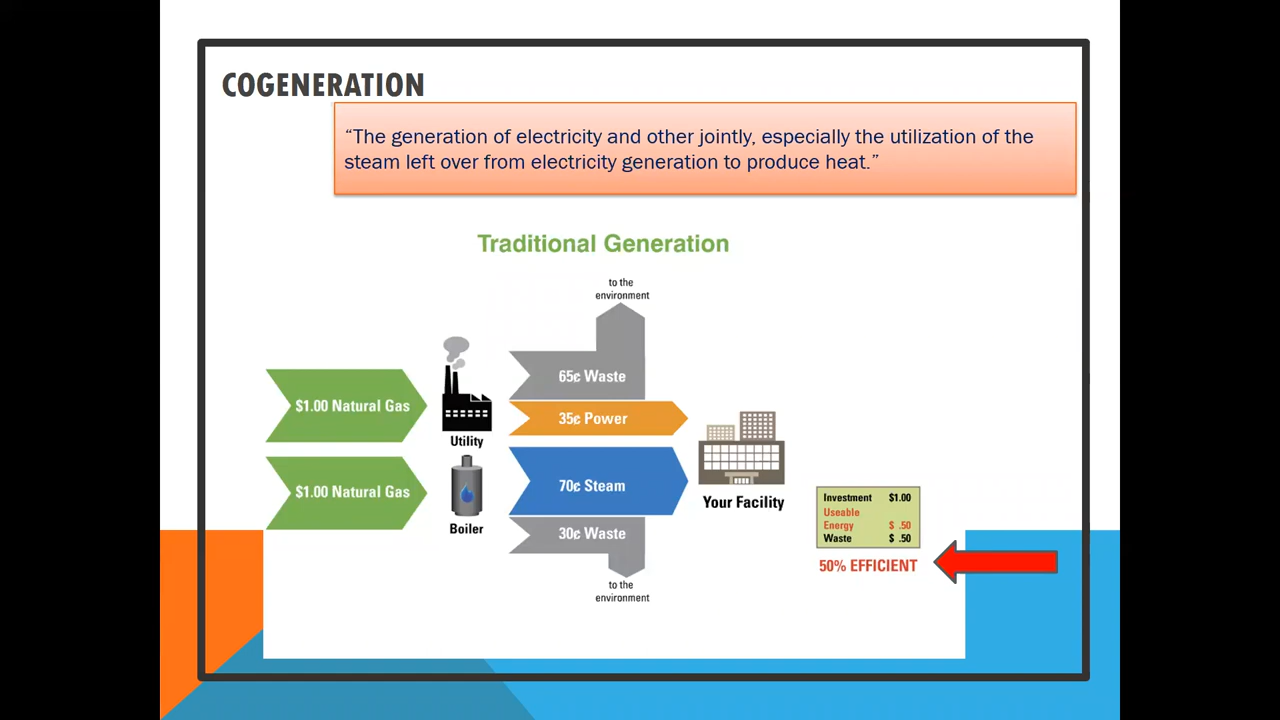 COGENERATION
“The generation of electricity and other jointly, especially the utilization of the
steam left over from electricity generation to produce heat.”
Traditional Generation
to the
environment
65¢ Waste
$1.00 Natural Gas
35¢ Power
Utility
$1.00 Natural Gas
70¢ Steam
Your Facility
Boiler
30¢ Waste
to the
environment
Investment $1.00
Useable
Energy $ .50
Waste $ .50
50% EFFICIENT